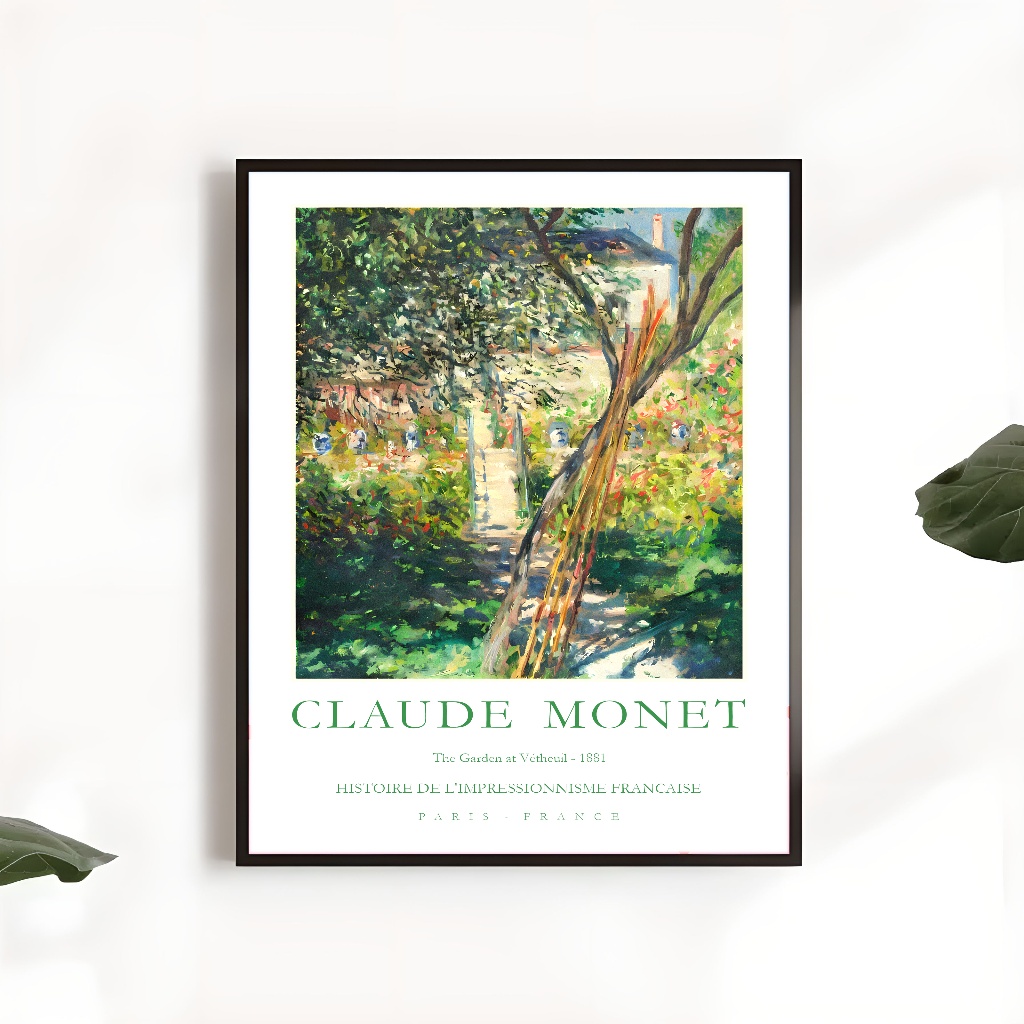 CLAUDE MONET
The Garden at Vétheuil - 1881
HISTOIRE DE L'IMPRESSIONNISME FRANCAISE
PARIS - FRANCE